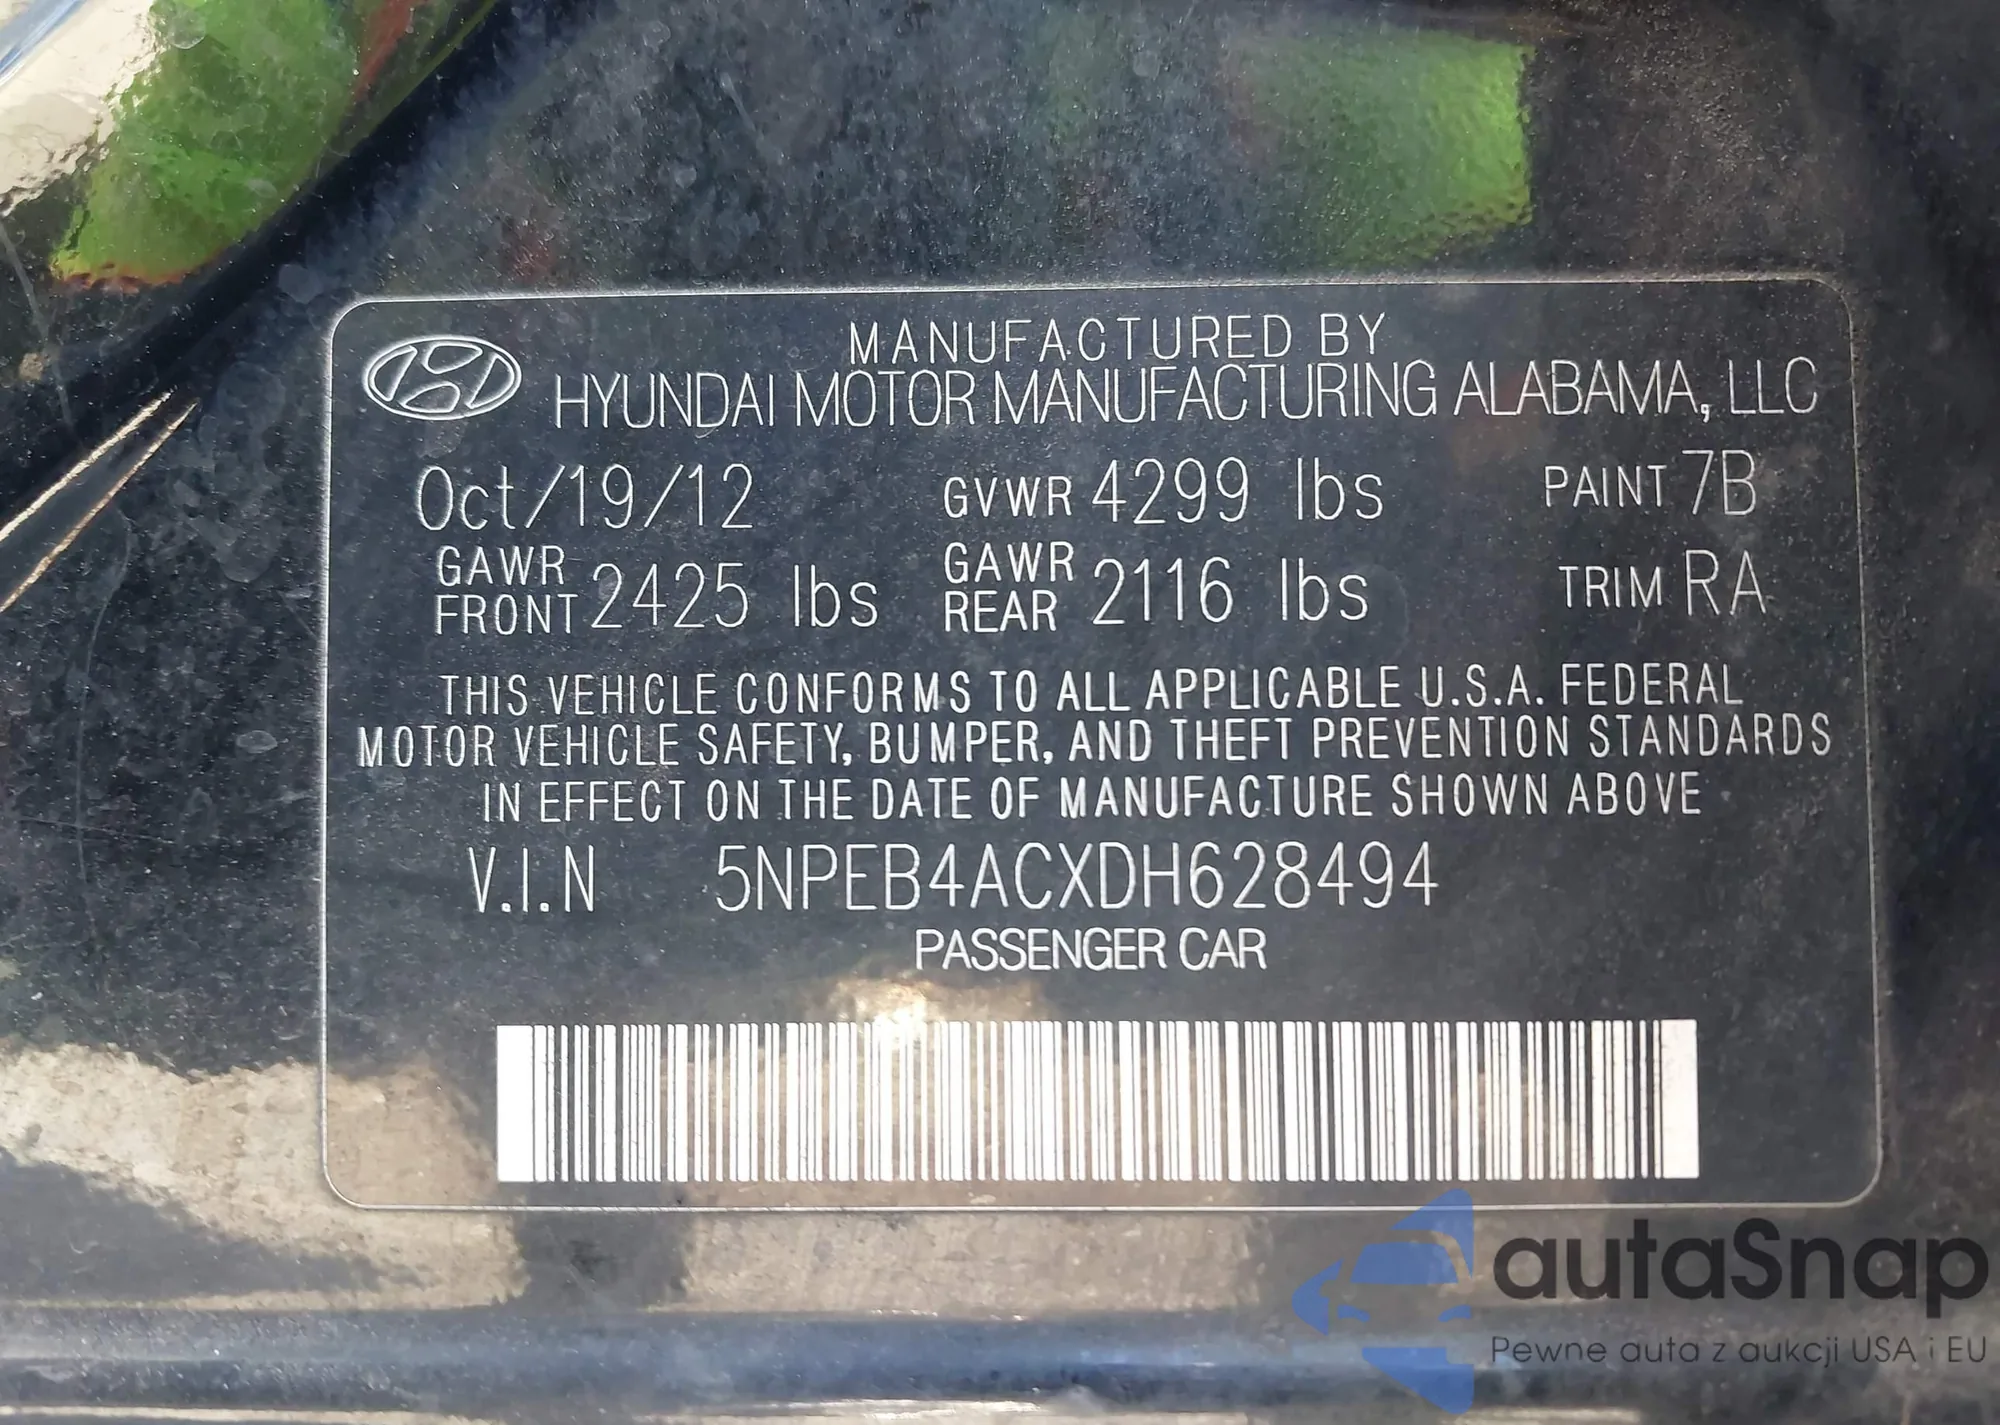 MANUFACTURED BY
HYUNDAI MOTOR MANUFACTURING ALABAMA, LLC
Oct/19/12 GVWR 4299 lbs PAINT 7B
GAWR FRONT 2425 lbs GAWR REAR 2116 lbs TRIM RA
THIS VEHICLE CONFORMS TO ALL APPLICABLE U.S.A. FEDERAL
MOTOR VEHICLE SAFETY, BUMPER, AND THEFT PREVENTION STANDARDS
IN EFFECT ON THE DATE OF MANUFACTURE SHOWN ABOVE
V.I.N 5NPEB4ACXDH628494
PASSENGER CAR
autaSnap
Pewne auta z aukcji USA i EU